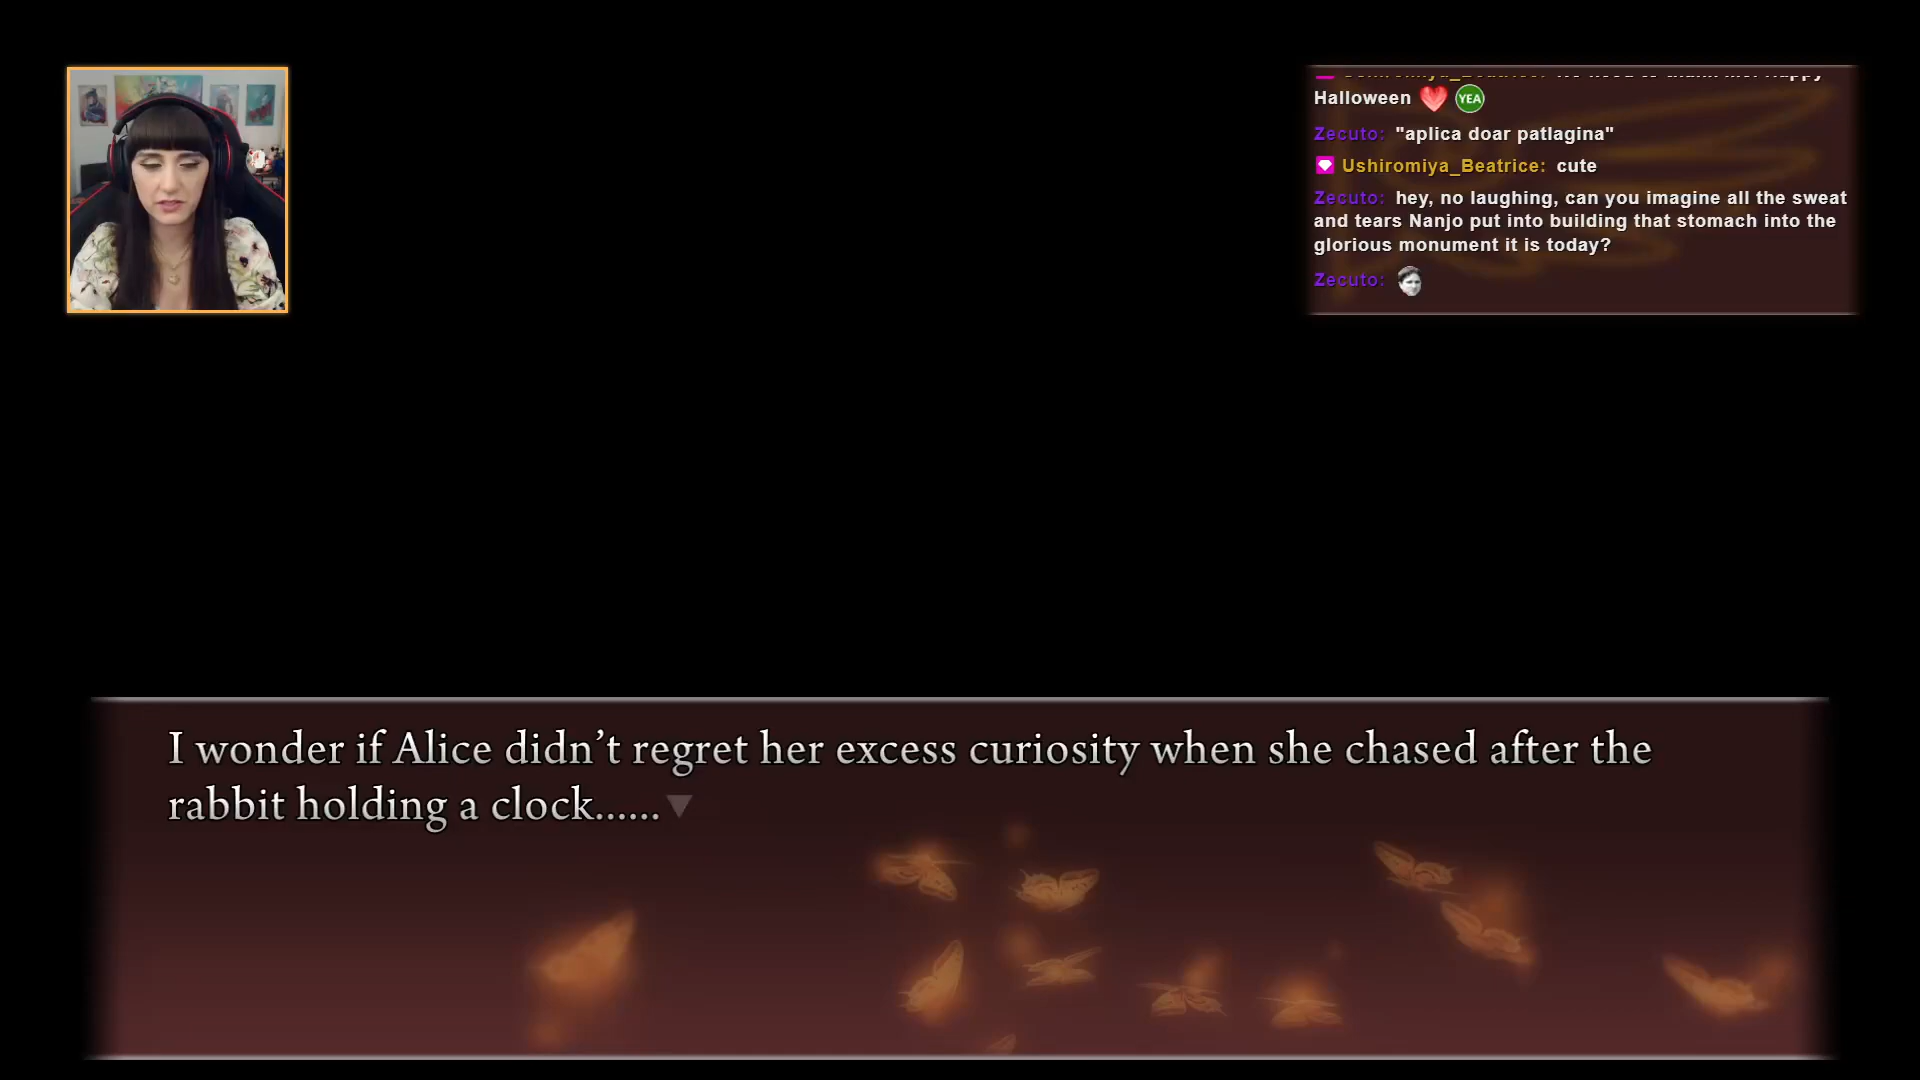 Halloween YEA
Zecuto: "aplica doar patlagina"
Ushiromiya_Beatrice: cute
Zecuto: hey, no laughing, can you imagine all the sweat
and tears Nanjo put into building that stomach into the
glorious monument it is today?
Zecuto:
I wonder if Alice didn’t regret her excess curiosity when she chased after the
rabbit holding a clock......